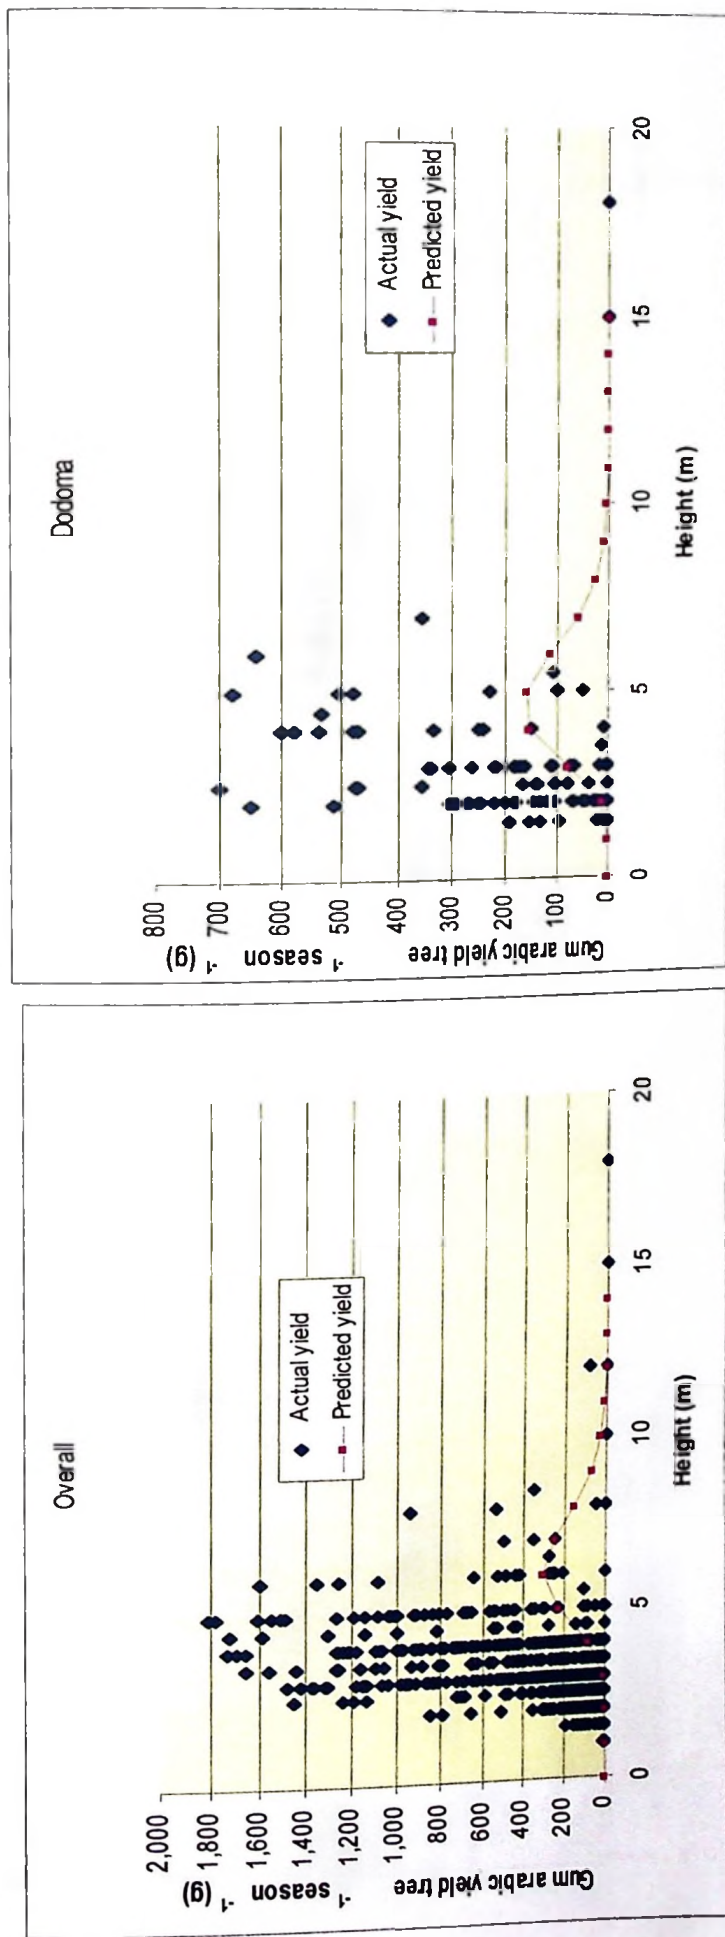 Overall
Gum arabic yield tree
-1 season -1 (g)
2,000
1,800
1,600
1,400
1,200
1,000
800
600
400
200
0
0
5
10
15
20
Height (m)
Actual yield
Predicted yield
Dodoma
Gum arabic yield tree
-1 season -1 (g)
800
700
600
500
400
300
200
100
0
0
5
10
15
20
Height (m)
Actual yield
Predicted yield